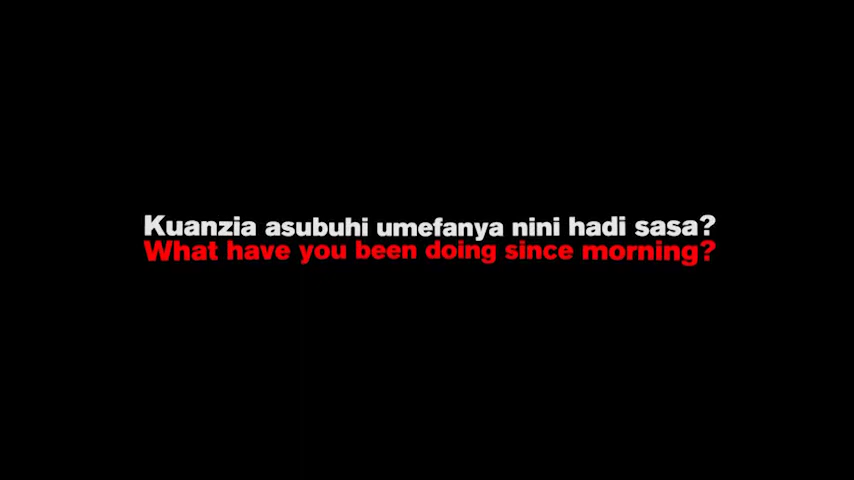 Kuanzia asubuhi umefanya nini hadi sasa?
What have you been doing since morning?